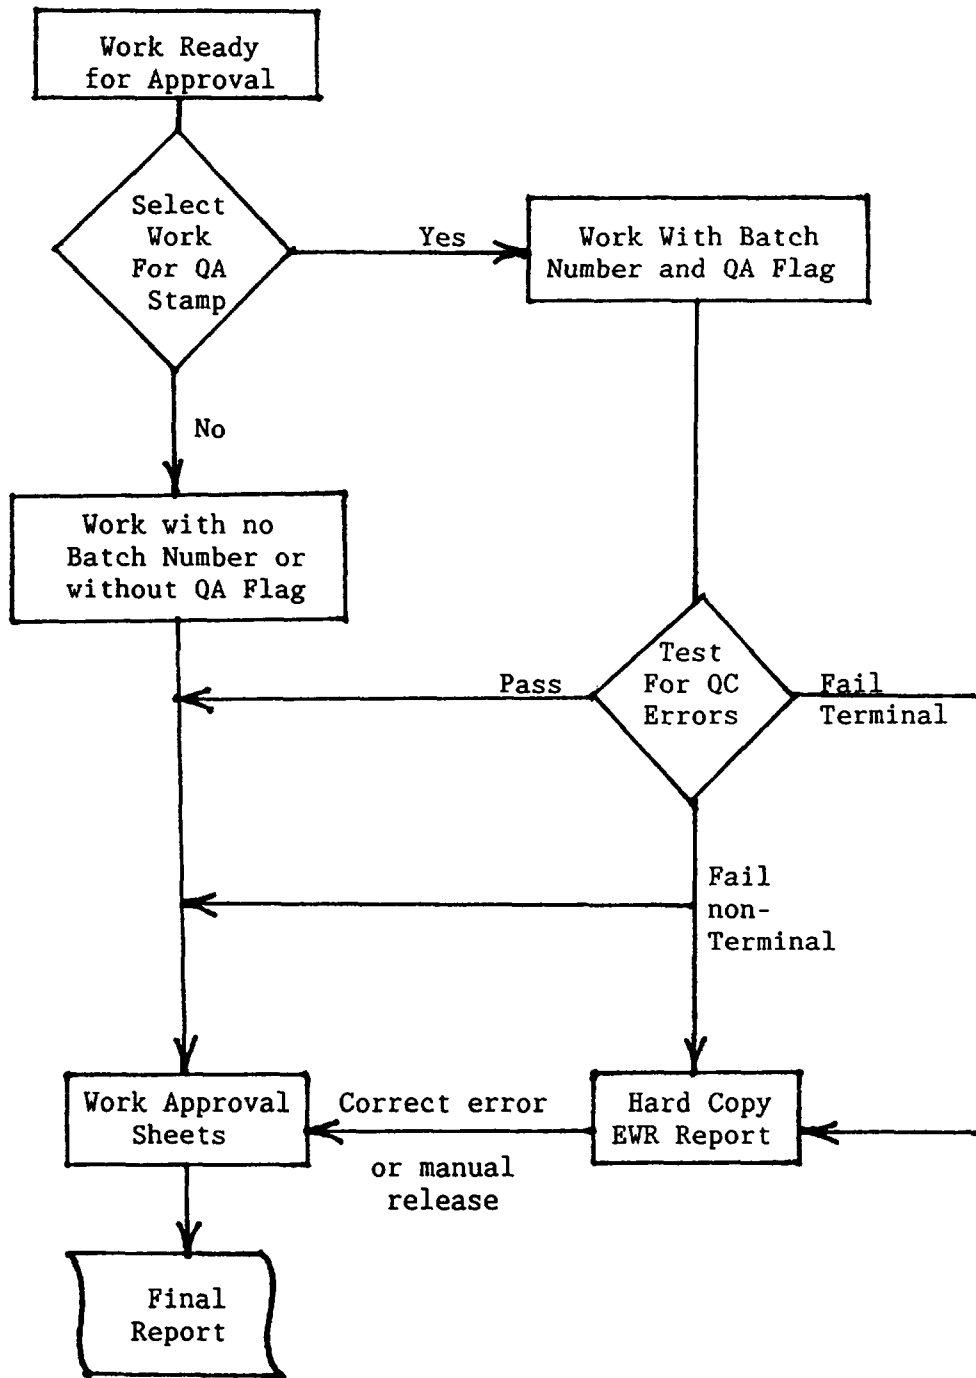 Work Ready
for Approval
Select
Work
For QA
Stamp
Yes
Work With Batch
Number and QA Flag
No
Work with no
Batch Number or
without QA Flag
Pass
Test
For QC
Errors
Fail
Terminal
Fail
non-
Terminal
Work Approval
Sheets
Correct error
or manual
release
Hard Copy
EWR Report
Final
Report